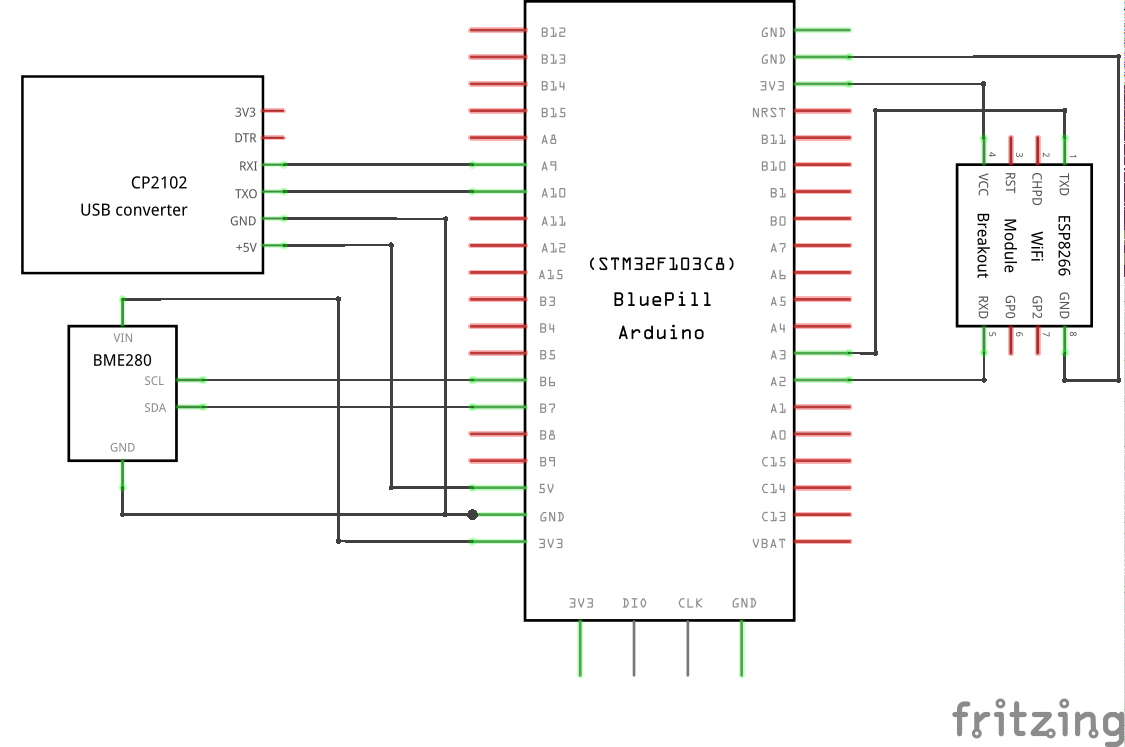 3V3
DTR
RXI
TXO
GND
+5V
CP2102
USB converter
VIN
BME280
SCL
SDA
GND
B12
B13
B14
B15
A8
A9
A10
A11
A12
A15
B3
B4
B5
B6
B7
B8
B9
5V
GND
3V3
(STM32F103C8)
BluePill
Arduino
GND
GND
3V3
NRST
B11
B10
B1
B0
A7
A6
A5
A4
A3
A2
A1
A0
C15
C14
C13
VBAT
3V3 DIO CLK GND
4 3 2 1
VCC RST CHPD TXD
ESP8266
WiFi
Module
Breakout
RXD GP0 GP2 GND
5 6 7 8
fritzing